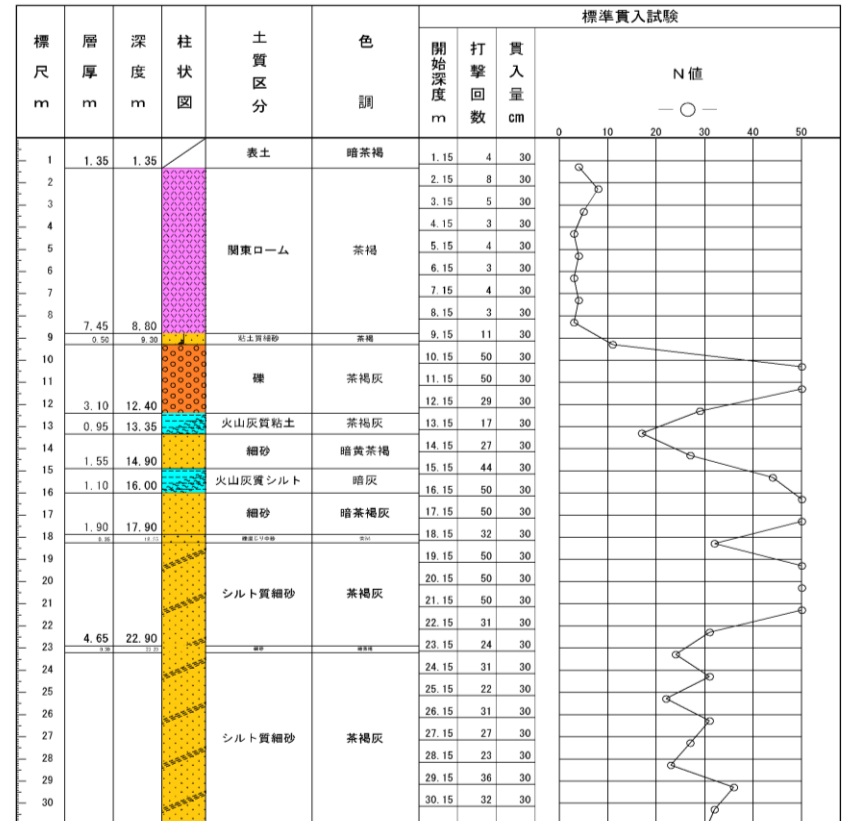 標準貫入試験
標尺 m
層厚 m
深度 m
柱状図
土質区分
色調
開始深度 m
打撃回数
貫入量 cm
N値
0 10 20 30 40 50
1 1.35 1.35 表土 暗茶褐 1.15 4 30
2 2.15 8 30
3 3.15 5 30
4 4.15 3 30
5 関東ローム 茶褐 5.15 4 30
6 6.15 3 30
7 7.15 4 30
8 7.45 8.80 8.15 3 30
9 0.50 9.30 粘土質細砂 茶褐 9.15 11 30
10 10.15 50 30
11 礫 茶褐灰 11.15 50 30
12 3.10 12.40 12.15 29 30
13 0.95 13.35 火山灰質粘土 茶褐灰 13.15 17 30
14 1.55 14.90 細砂 暗黄茶褐 14.15 27 30
15 1.10 16.00 火山灰質シルト 暗灰 15.15 44 30
16 16.15 50 30
17 1.90 17.90 細砂 暗茶褐灰 17.15 50 30
18 18.15 32 30
19 19.15 50 30
20 シルト質細砂 茶褐灰 20.15 50 30
21 21.15 50 30
22 4.65 22.90 22.15 31 30
23 細砂 23.15 24 30
24 24.15 31 30
25 25.15 22 30
26 26.15 31 30
27 シルト質細砂 茶褐灰 27.15 27 30
28 28.15 23 30
29 29.15 36 30
30 30.15 32 30